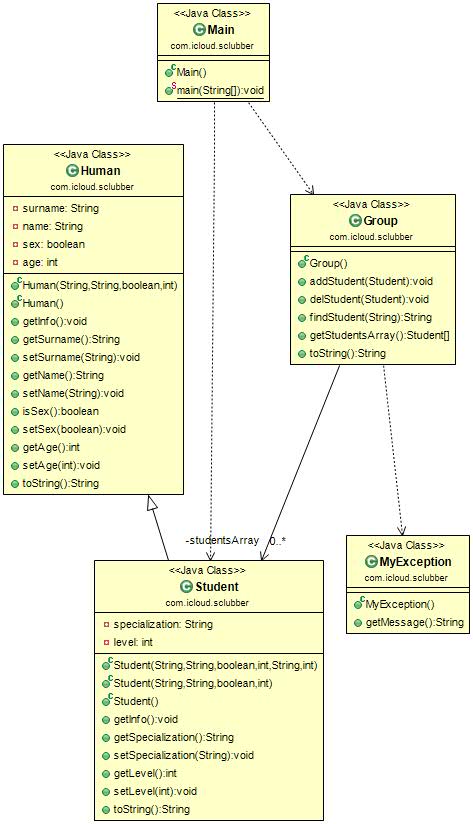 <<Java Class>>
Main
com.icloud.sclubber
Main()
main(String[]):void
<<Java Class>>
Human
com.icloud.sclubber
surname: String
name: String
sex: boolean
age: int
Human(String,String,boolean,int)
Human()
getInfo():void
getSurname():String
setSurname(String):void
getName():String
setName(String):void
isSex():boolean
setSex(boolean):void
getAge():int
setAge(int):void
toString():String
<<Java Class>>
Group
com.icloud.sclubber
Group()
addStudent(Student):void
delStudent(Student):void
findStudent(String):String
getStudentsArray():Student[]
toString():String
-studentsArray 0..*
<<Java Class>>
Student
com.icloud.sclubber
specialization: String
level: int
Student(String,String,boolean,int,String,int)
Student(String,String,boolean,int)
Student()
getInfo():void
getSpecialization():String
setSpecialization(String):void
getLevel():int
setLevel(int):void
toString():String
<<Java Class>>
MyException
com.icloud.sclubber
MyException()
getMessage():String